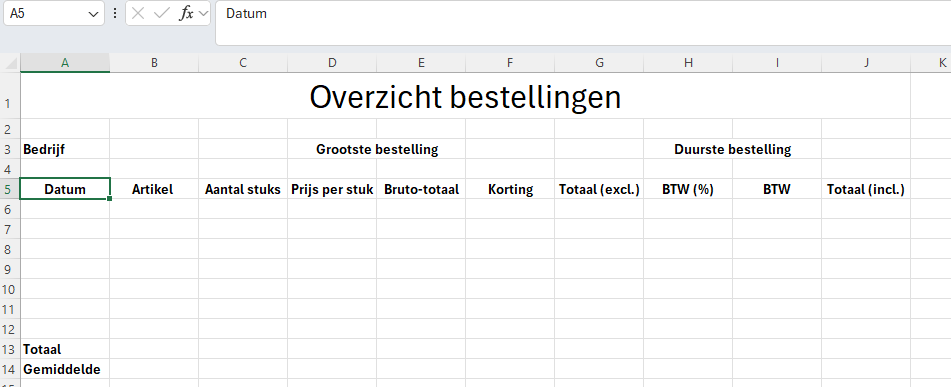 A5 fx Datum
A B C D E F G H I J K
1 Overzicht bestellingen
2
3 Bedrijf Grootste bestelling Duurste bestelling
4
5 Datum Artikel Aantal stuks Prijs per stuk Bruto-totaal Korting Totaal (excl.) BTW (%) BTW Totaal (incl.)
6
7
8
9
10
11
12
13 Totaal
14 Gemiddelde